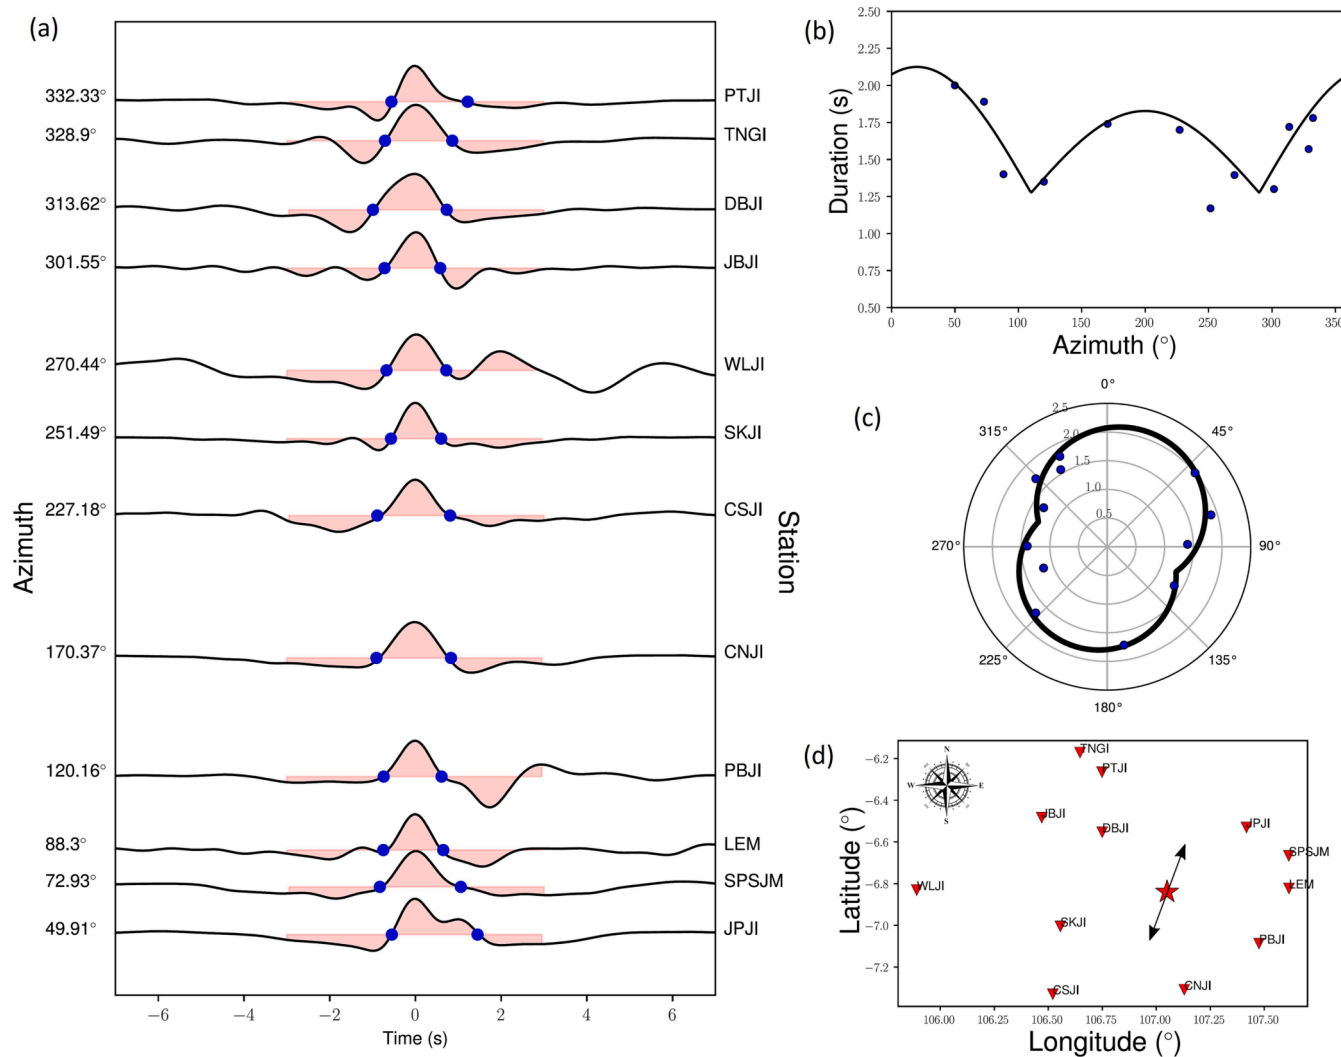 (a)
332.33°
PTJI
328.9°
TNGI
313.62°
DBJI
301.55°
JBJI
270.44°
WLJI
251.49°
SKJI
227.18°
CSJI
170.37°
CNJI
120.16°
PBJI
88.3°
LEM
72.93°
SPSJM
49.91°
JPJI
Azimuth
Station
−6 −4 −2 0 2 4 6
Time (s)
(b)
2.50
2.25
2.00
1.75
1.50
1.25
1.00
0.75
0.50
Duration (s)
0 50 100 150 200 250 300 350
Azimuth (°)
(c)
0°
45°
90°
135°
180°
225°
270°
315°
2.5
2.0
1.5
1.0
0.5
(d)
−6.2
−6.4
−6.6
−6.8
−7.0
−7.2
Latitude (°)
N
W E
S
TNGI
PTJI
JBJI
DBJI
JPJI
SPSJM
WLJI
LEM
SKJI
PBJI
CSJI
CNJI
106.00 106.25 106.50 106.75 107.00 107.25 107.50
Longitude (°)